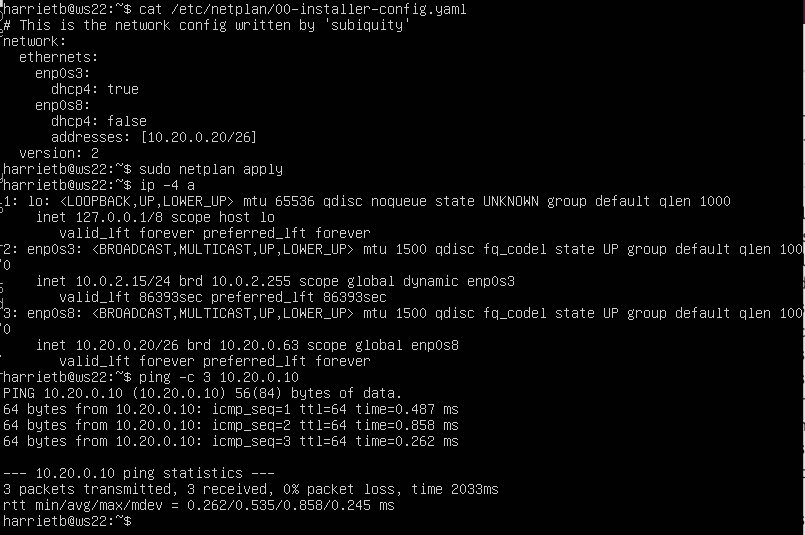 harrietb@ws22:~$ cat /etc/netplan/00-installer-config.yaml
# This is the network config written by 'subiquity'
network:
  ethernets:
    enp0s3:
      dhcp4: true
    enp0s8:
      dhcp4: false
      addresses: [10.20.0.20/26]
  version: 2
harrietb@ws22:~$ sudo netplan apply
harrietb@ws22:~$ ip -4 a
1: lo: <LOOPBACK,UP,LOWER_UP> mtu 65536 qdisc noqueue state UNKNOWN group default qlen 1000
    inet 127.0.0.1/8 scope host lo
       valid_lft forever preferred_lft forever
2: enp0s3: <BROADCAST,MULTICAST,UP,LOWER_UP> mtu 1500 qdisc fq_codel state UP group default qlen 100
0
    inet 10.0.2.15/24 brd 10.0.2.255 scope global dynamic enp0s3
       valid_lft 86393sec preferred_lft 86393sec
3: enp0s8: <BROADCAST,MULTICAST,UP,LOWER_UP> mtu 1500 qdisc fq_codel state UP group default qlen 100
0
    inet 10.20.0.20/26 brd 10.20.0.63 scope global enp0s8
       valid_lft forever preferred_lft forever
harrietb@ws22:~$ ping -c 3 10.20.0.10
PING 10.20.0.10 (10.20.0.10) 56(84) bytes of data.
64 bytes from 10.20.0.10: icmp_seq=1 ttl=64 time=0.487 ms
64 bytes from 10.20.0.10: icmp_seq=2 ttl=64 time=0.858 ms
64 bytes from 10.20.0.10: icmp_seq=3 ttl=64 time=0.262 ms

--- 10.20.0.10 ping statistics ---
3 packets transmitted, 3 received, 0% packet loss, time 2033ms
rtt min/avg/max/mdev = 0.262/0.535/0.858/0.245 ms
harrietb@ws22:~$